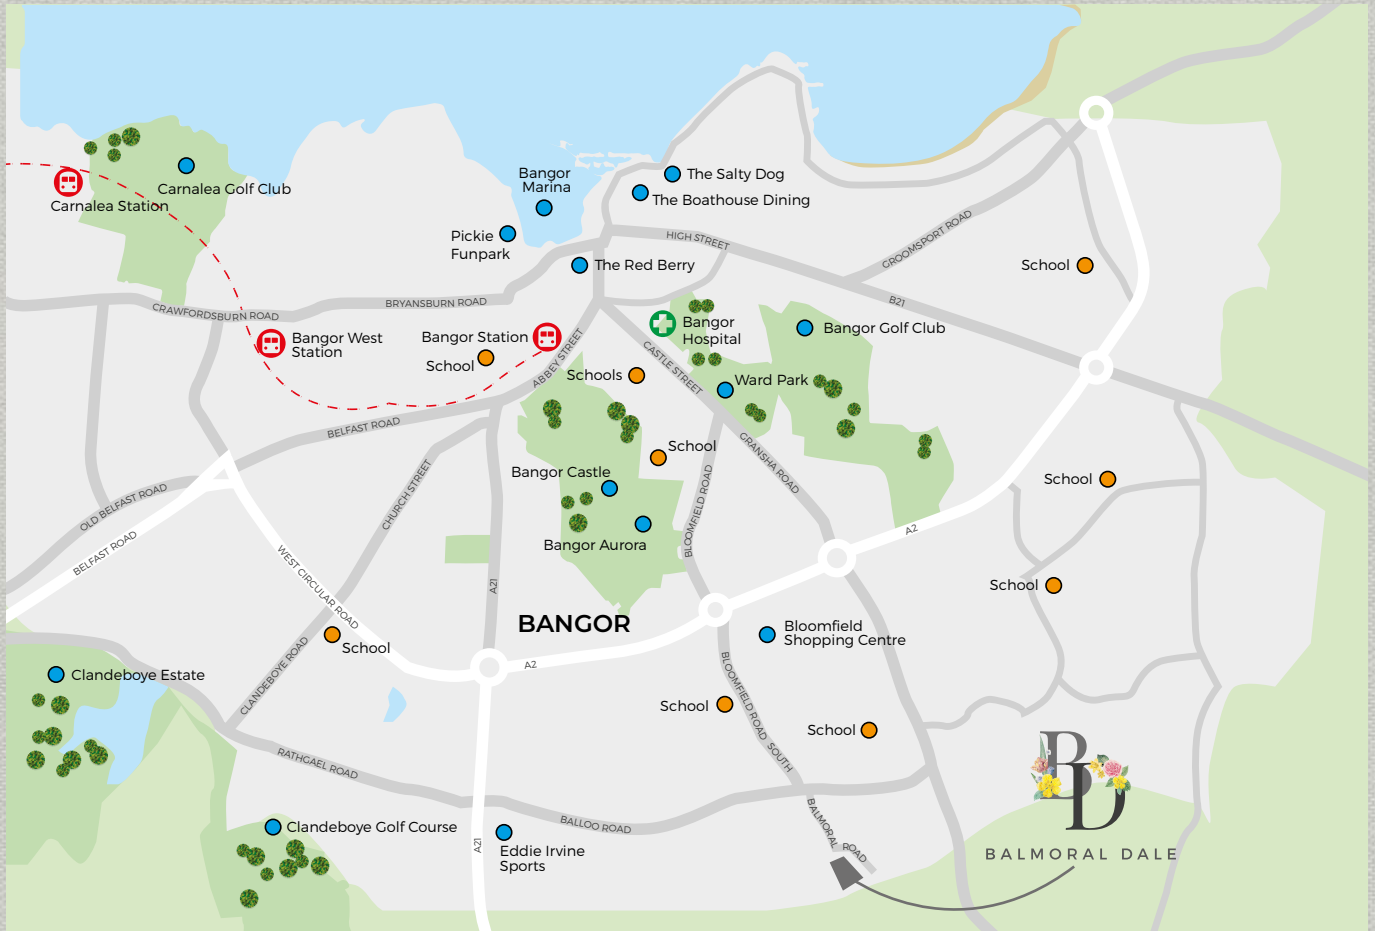 Carnalea Golf Club
Carnalea Station
Bangor
Marina
The Salty Dog
The Boathouse Dining
Pickie
Funpark
HIGH STREET
GROOMSPORT ROAD
The Red Berry
School
CRAWFORDSBURN ROAD
BRYANSBURN ROAD
B21
Bangor West
Station
Bangor Station
School
ABBEY STREET
Bangor
Hospital
Bangor Golf Club
CASTLE STREET
Schools
Ward Park
BELFAST ROAD
School
GRANSHA ROAD
Bangor Castle
School
OLD BELFAST ROAD
CHURCH STREET
BLOOMFIELD ROAD
BELFAST ROAD
Bangor Aurora
A2
WEST CIRCULAR ROAD
A21
School
BANGOR
Bloomfield
Shopping Centre
School
A2
Clandeboye Estate
CLANDEBOYE ROAD
School
BLOOMFIELD ROAD SOUTH
School
RATHGAEL ROAD
BD
BALMORAL DALE
Clandeboye Golf Course
BALLOO ROAD
BALMORAL ROAD
A21
Eddie Irvine
Sports